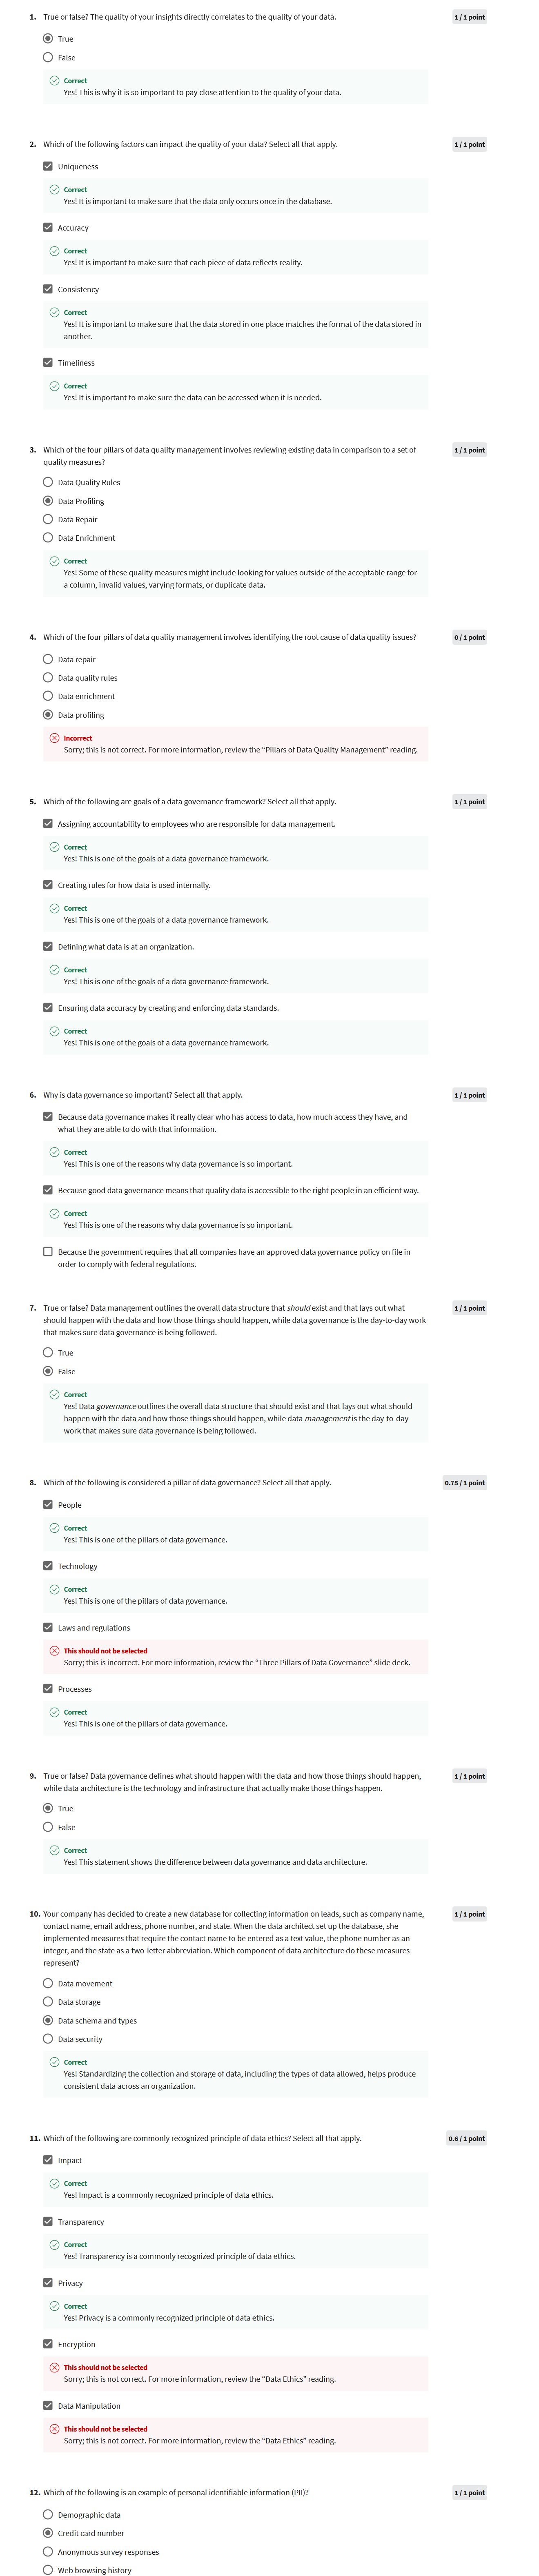 1. True or false? The quality of your insights directly correlates to the quality of your data.
1 / 1 point
True
False
Correct
Yes! This is why it is so important to pay close attention to the quality of your data.
2. Which of the following factors can impact the quality of your data? Select all that apply.
1 / 1 point
Uniqueness
Correct
Yes! It is important to make sure that the data only occurs once in the database.
Accuracy
Correct
Yes! It is important to make sure that each piece of data reflects reality.
Consistency
Correct
Yes! It is important to make sure that the data stored in one place matches the format of the data stored in
another.
Timeliness
Correct
Yes! It is important to make sure the data can be accessed when it is needed.
3. Which of the four pillars of data quality management involves reviewing existing data in comparison to a set of
quality measures?
1 / 1 point
Data Quality Rules
Data Profiling
Data Repair
Data Enrichment
Correct
Yes! Some of these quality measures might include looking for values outside of the acceptable range for
a column, invalid values, varying formats, or duplicate data.
4. Which of the four pillars of data quality management involves identifying the root cause of data quality issues?
0 / 1 point
Data repair
Data quality rules
Data enrichment
Data profiling
Incorrect
Sorry; this is not correct. For more information, review the “Pillars of Data Quality Management” reading.
5. Which of the following are goals of a data governance framework? Select all that apply.
1 / 1 point
Assigning accountability to employees who are responsible for data management.
Correct
Yes! This is one of the goals of a data governance framework.
Creating rules for how data is used internally.
Correct
Yes! This is one of the goals of a data governance framework.
Defining what data is at an organization.
Correct
Yes! This is one of the goals of a data governance framework.
Ensuring data accuracy by creating and enforcing data standards.
Correct
Yes! This is one of the goals of a data governance framework.
6. Why is data governance so important? Select all that apply.
1 / 1 point
Because data governance makes it really clear who has access to data, how much access they have, and
what they are able to do with that information.
Correct
Yes! This is one of the reasons why data governance is so important.
Because good data governance means that quality data is accessible to the right people in an efficient way.
Correct
Yes! This is one of the reasons why data governance is so important.
Because the government requires that all companies have an approved data governance policy on file in
order to comply with federal regulations.
7. True or false? Data management outlines the overall data structure that should exist and that lays out what
should happen with the data and how those things should happen, while data governance is the day-to-day work
that makes sure data governance is being followed.
1 / 1 point
True
False
Correct
Yes! Data governance outlines the overall data structure that should exist and that lays out what should
happen with the data and how those things should happen, while data management is the day-to-day
work that makes sure data governance is being followed.
8. Which of the following is considered a pillar of data governance? Select all that apply.
0.75 / 1 point
People
Correct
Yes! This is one of the pillars of data governance.
Technology
Correct
Yes! This is one of the pillars of data governance.
Laws and regulations
This should not be selected
Sorry; this is incorrect. For more information, review the “Three Pillars of Data Governance” slide deck.
Processes
Correct
Yes! This is one of the pillars of data governance.
9. True or false? Data governance defines what should happen with the data and how those things should happen,
while data architecture is the technology and infrastructure that actually make those things happen.
1 / 1 point
True
False
Correct
Yes! This statement shows the difference between data governance and data architecture.
10. Your company has decided to create a new database for collecting information on leads, such as company name,
contact name, email address, phone number, and state. When the data architect set up the database, she
implemented measures that require the contact name to be entered as a text value, the phone number as an
integer, and the state as a two-letter abbreviation. Which component of data architecture do these measures
represent?
1 / 1 point
Data movement
Data storage
Data schema and types
Data security
Correct
Yes! Standardizing the collection and storage of data, including the types of data allowed, helps produce
consistent data across an organization.
11. Which of the following are commonly recognized principle of data ethics? Select all that apply.
0.6 / 1 point
Impact
Correct
Yes! Impact is a commonly recognized principle of data ethics.
Transparency
Correct
Yes! Transparency is a commonly recognized principle of data ethics.
Privacy
Correct
Yes! Privacy is a commonly recognized principle of data ethics.
Encryption
This should not be selected
Sorry; this is not correct. For more information, review the “Data Ethics” reading.
Data Manipulation
This should not be selected
Sorry; this is not correct. For more information, review the “Data Ethics” reading.
12. Which of the following is an example of personal identifiable information (PII)?
1 / 1 point
Demographic data
Credit card number
Anonymous survey responses
Web browsing history